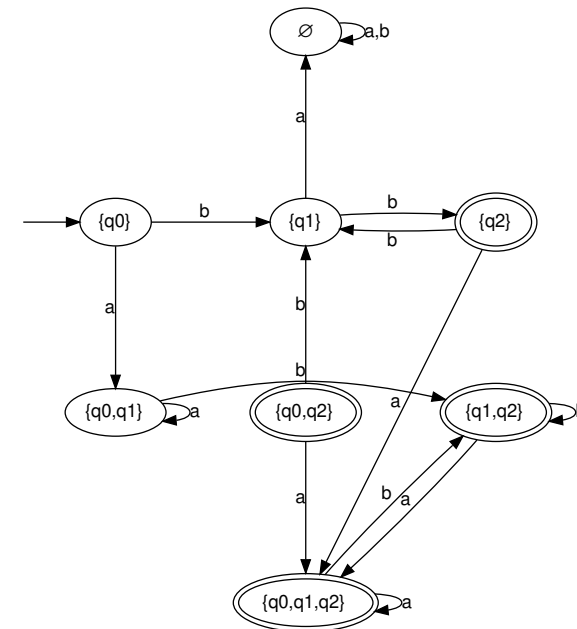 ∅
a,b
a
b
{q0}
{q1}
b
b
{q2}
a
b
b
{q0,q1}
a
{q0,q2}
a
{q1,q2}
a
b
a
{q0,q1,q2}
a